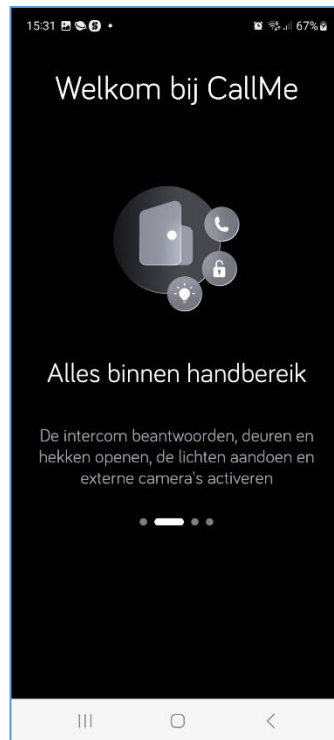 15:31
67%
Welkom bij CallMe
Alles binnen handbereik
De intercom beantwoorden, deuren en
hekken openen, de lichten aandoen en
externe camera's activeren